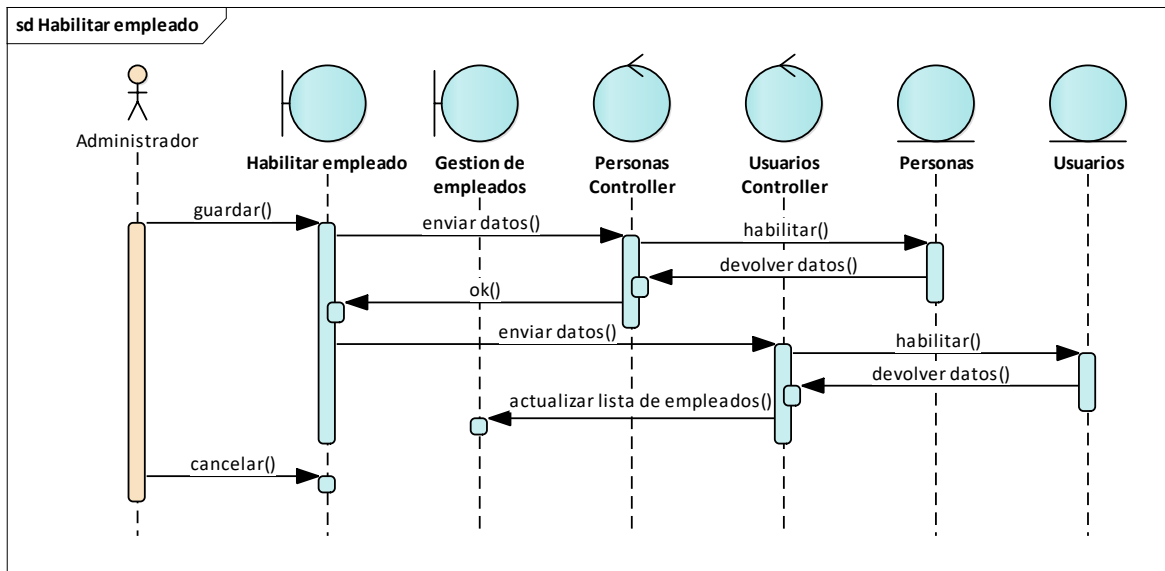 sd Habilitar empleado
Administrador
Habilitar empleado
Gestion de
empleados
Personas
Controller
Usuarios
Controller
Personas
Usuarios
guardar()
enviar datos()
habilitar()
devolver datos()
ok()
enviar datos()
habilitar()
devolver datos()
actualizar lista de empleados()
cancelar()